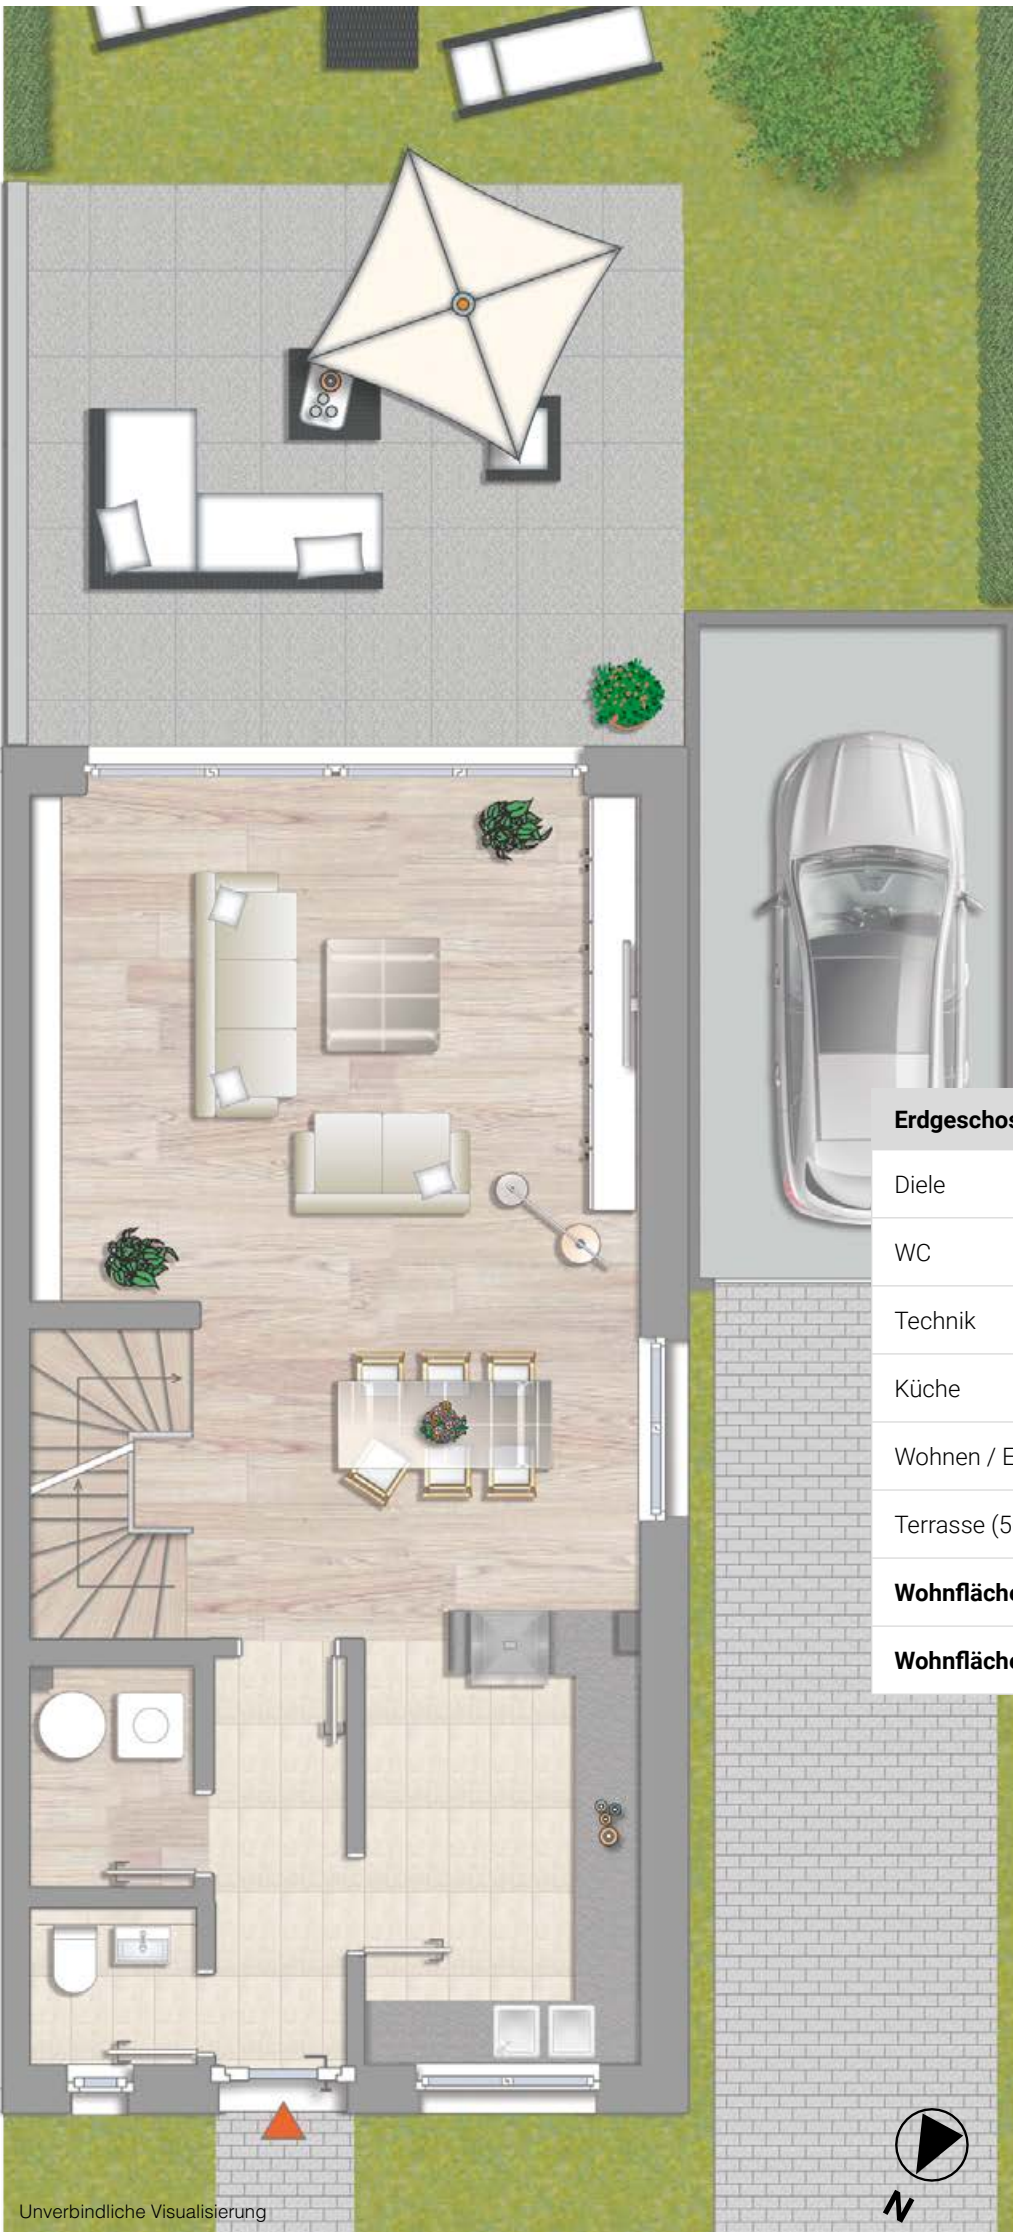 Erdgeschos
Diele
WC
Technik
Küche
Wohnen / E
Terrasse (5
Wohnfläche
Wohnfläche
N
Unverbindliche Visualisierung